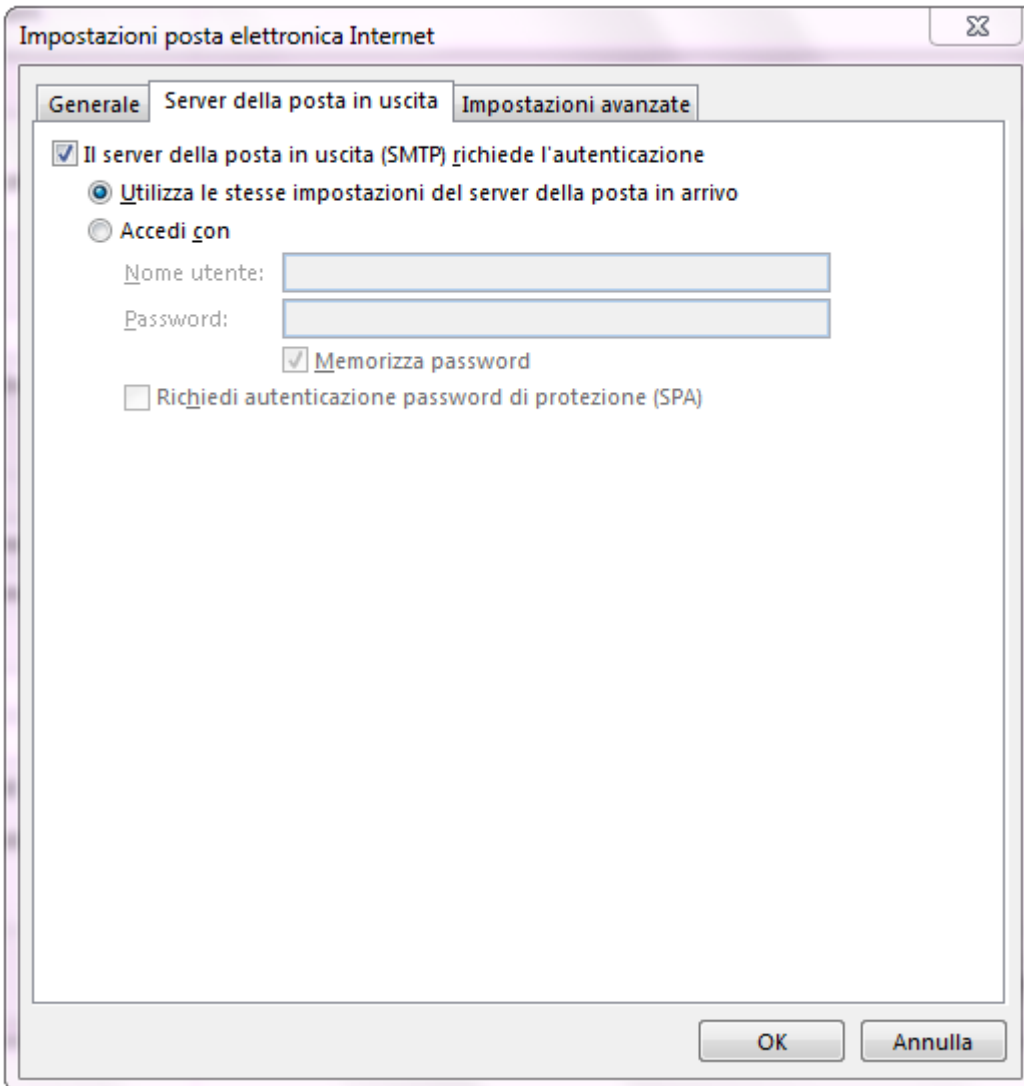 Impostazioni posta elettronica Internet
Generale Server della posta in uscita Impostazioni avanzate
Il server della posta in uscita (SMTP) richiede l'autenticazione
Utilizza le stesse impostazioni del server della posta in arrivo
Accedi con
Nome utente:
Password:
Memorizza password
Richiedi autenticazione password di protezione (SPA)
OK Annulla